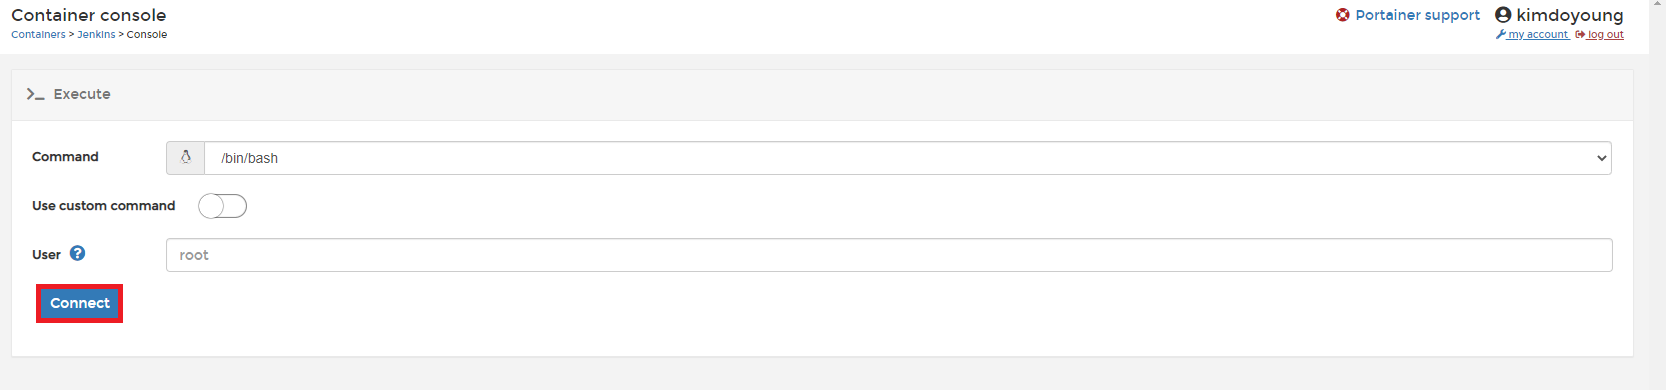 Container console
Portainer support
kimdoyoung
Containers > Jenkins > Console
my account
log out
>_ Execute
Command
/bin/bash
Use custom command
User
root
Connect